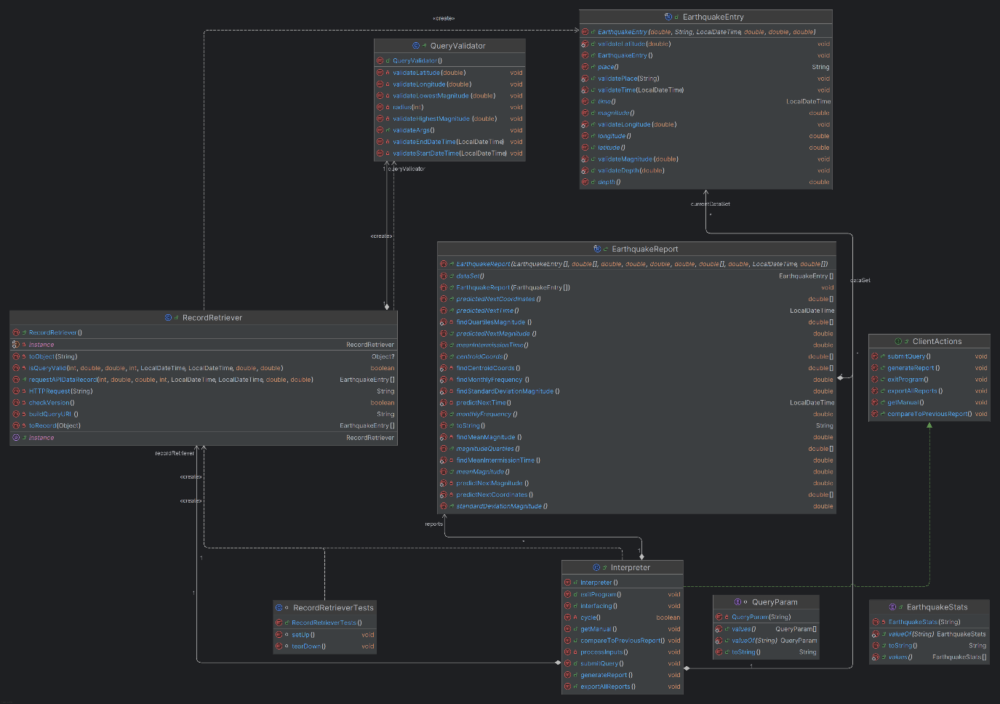 «create»
EarthquakeEntry
EarthquakeEntry(double, String, LocalDateTime, double, double, double)
validateLatitude(double) void
EarthquakeEntry() void
place() String
validatePlace(String) void
validateTime(LocalDateTime) void
time() LocalDateTime
magnitude() double
validateLongitude(double) void
longitude() double
latitude() double
validateMagnitude(double) void
validateDepth(double) void
depth() double
QueryValidator
QueryValidator()
validateLatitude(double) void
validateLongitude(double) void
validateLowestMagnitude(double) void
radius(int) void
validateHighestMagnitude(double) void
validateArgs() void
validateEndDateTime(LocalDateTime) void
validateStartDateTime(LocalDateTime) void
1 queryValidator
currentDataSet
*
«create»
EarthquakeReport
EarthquakeReport(EarthquakeEntry[], double[], double, double, double, double, double[], double, LocalDateTime, double[])
dataSet() EarthquakeEntry[]
EarthquakeReport(EarthquakeEntry[]) void
predictedNextCoordinates() double[]
predictedNextTime() LocalDateTime
findQuartilesMagnitude() double[]
predictedNextMagnitude() double
meanIntermissionTime() double
centroidCoords() double[]
findCentroidCoords() double[]
findMonthlyFrequency() double
findStandardDeviationMagnitude() double
predictNextTime() LocalDateTime
monthlyFrequency() double
toString() String
findMeanMagnitude() double
magnitudeQuartiles() double[]
findMeanIntermissionTime() double
meanMagnitude() double
predictNextMagnitude() double
predictNextCoordinates() double[]
standardDeviationMagnitude() double
dataSet
*
1
RecordRetriever
RecordRetriever()
instance RecordRetriever
toObject(String) Object?
isQueryValid(int, double, double, int, LocalDateTime, LocalDateTime, double, double) boolean
requestAPIDataRecord(int, double, double, int, LocalDateTime, LocalDateTime, double, double) EarthquakeEntry[]
HTTPRequest(String) String
checkVersion() boolean
buildQueryURL() String
toRecord(Object) EarthquakeEntry[]
instance RecordRetriever
ClientActions
submitQuery() void
generateReport() void
exitProgram() void
exportAllReports() void
getManual() void
compareToPreviousReport() void
recordRetriever
«create»
«create»
1
1
reports
*
1
Interpreter
Interpreter()
exitProgram() void
interfacing() void
cycle() boolean
getManual() void
compareToPreviousReport() void
processInputs() void
submitQuery() void
generateReport() void
exportAllReports() void
1
RecordRetrieverTests
RecordRetrieverTests()
setUp() void
tearDown() void
QueryParam
QueryParam(String)
values() QueryParam[]
valueOf(String) QueryParam
toString() String
EarthquakeStats
EarthquakeStats(String)
valueOf(String) EarthquakeStats
toString() String
values() EarthquakeStats[]